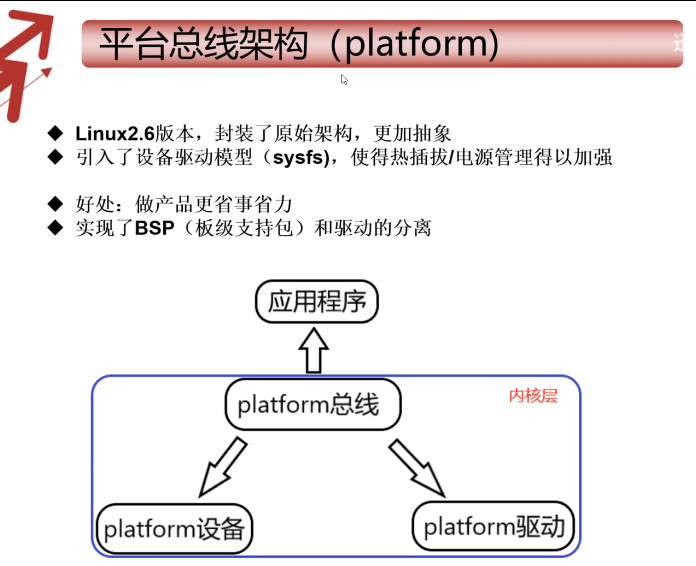 平台总线架构（platform)
Linux2.6版本，封装了原始架构，更加抽象
引入了设备驱动模型（sysfs)，使得热插拔/电源管理得以加强
好处：做产品更省事省力
实现了BSP（板级支持包）和驱动的分离
应用程序
platform总线
内核层
platform设备
platform驱动